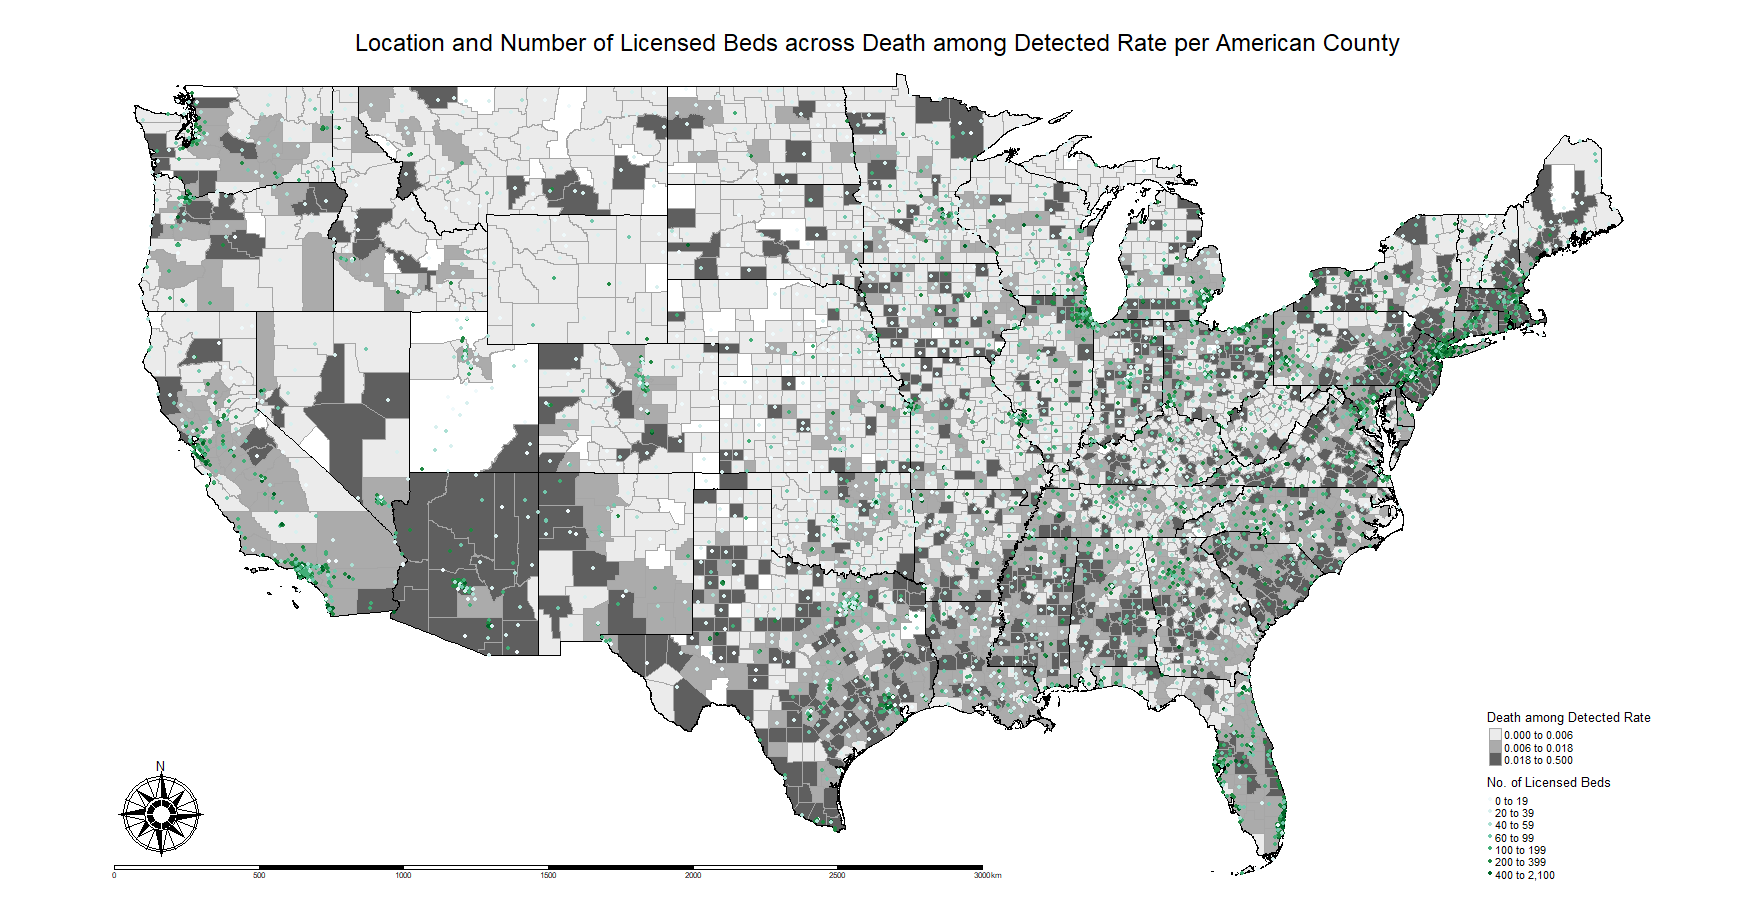 Location and Number of Licensed Beds across Death among Detected Rate per American County
Death among Detected Rate
0.000 to 0.006
0.006 to 0.018
0.018 to 0.500
No. of Licensed Beds
0 to 19
20 to 39
40 to 59
60 to 99
100 to 199
200 to 399
400 to 2,100
N
0 500 1000 1500 2000 2500 3000km